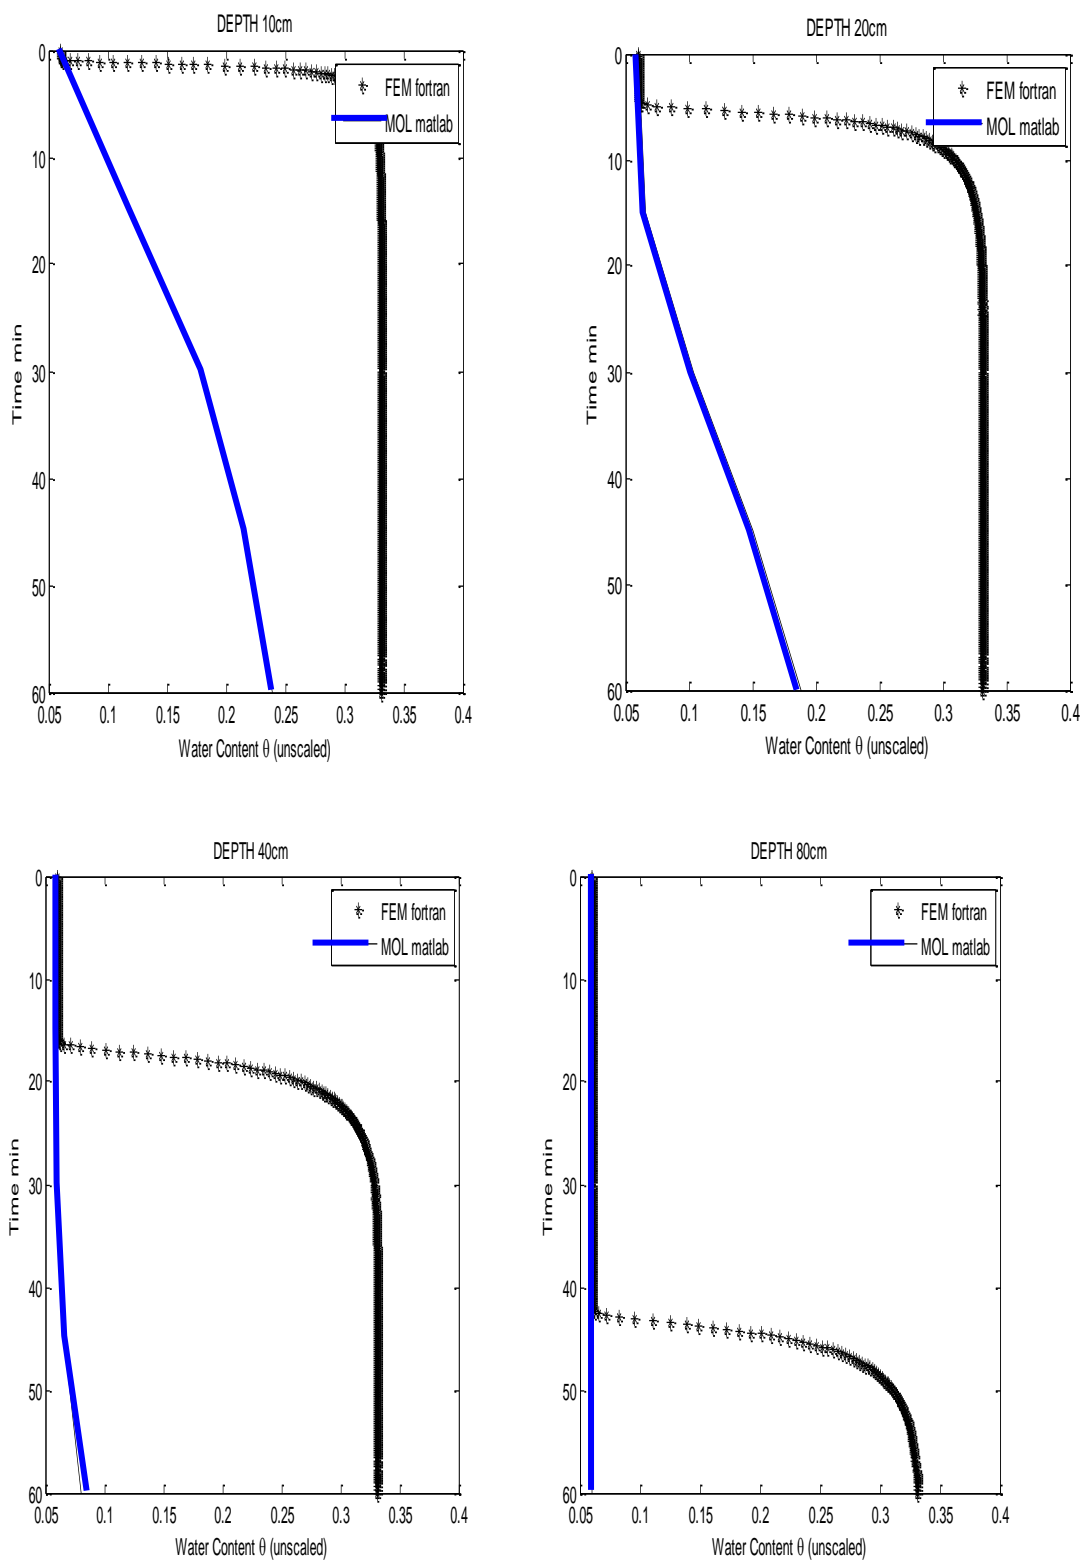 DEPTH 10cm
FEM fortran
MOL matlab
0
10
20
30
40
50
60
Time min
0.05 0.1 0.15 0.2 0.25 0.3 0.35 0.4
Water Content θ (unscaled)
DEPTH 20cm
FEM fortran
MOL matlab
0
10
20
30
40
50
60
Time min
0.05 0.1 0.15 0.2 0.25 0.3 0.35 0.4
Water Content θ (unscaled)
DEPTH 40cm
FEM fortran
MOL matlab
0
10
20
30
40
50
60
Time min
0.05 0.1 0.15 0.2 0.25 0.3 0.35 0.4
Water Content θ (unscaled)
DEPTH 80cm
FEM fortran
MOL matlab
0
10
20
30
40
50
60
Time min
0.05 0.1 0.15 0.2 0.25 0.3 0.35 0.4
Water Content θ (unscaled)